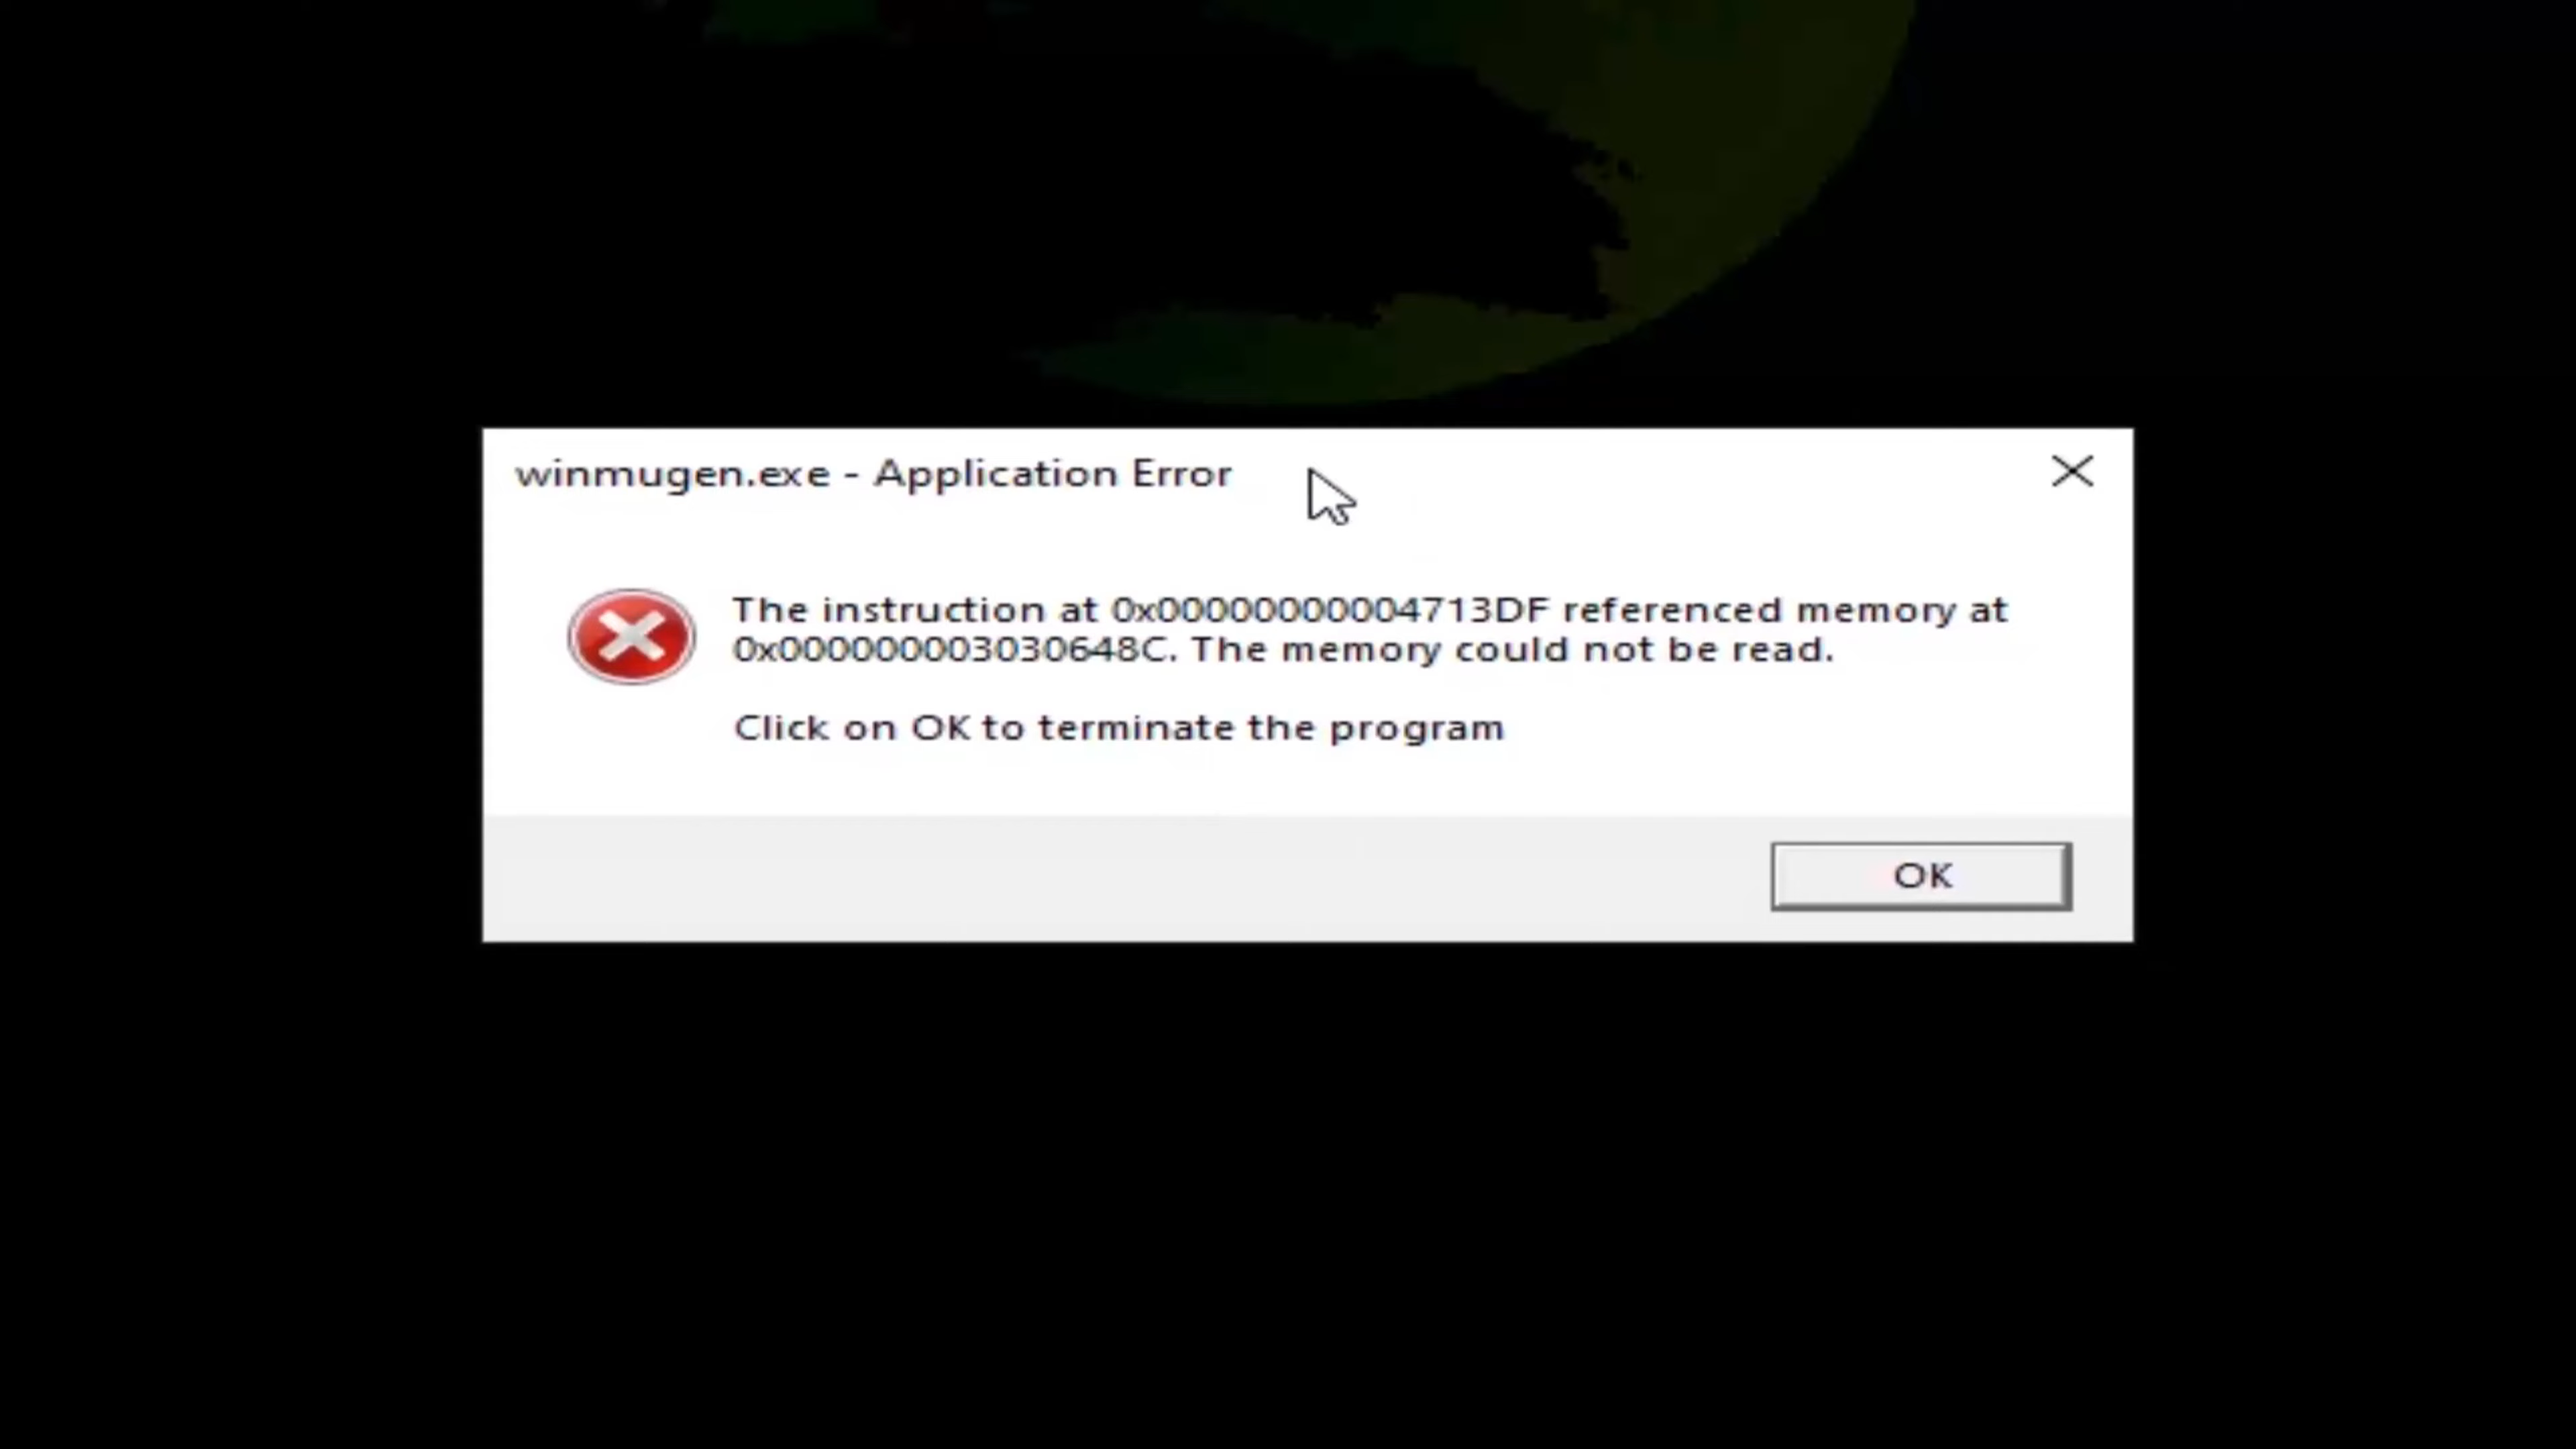 winmugen.exe - Application Error
The instruction at 0x00000000004713DF referenced memory at
0x000000003030648C. The memory could not be read.
Click on OK to terminate the program
OK